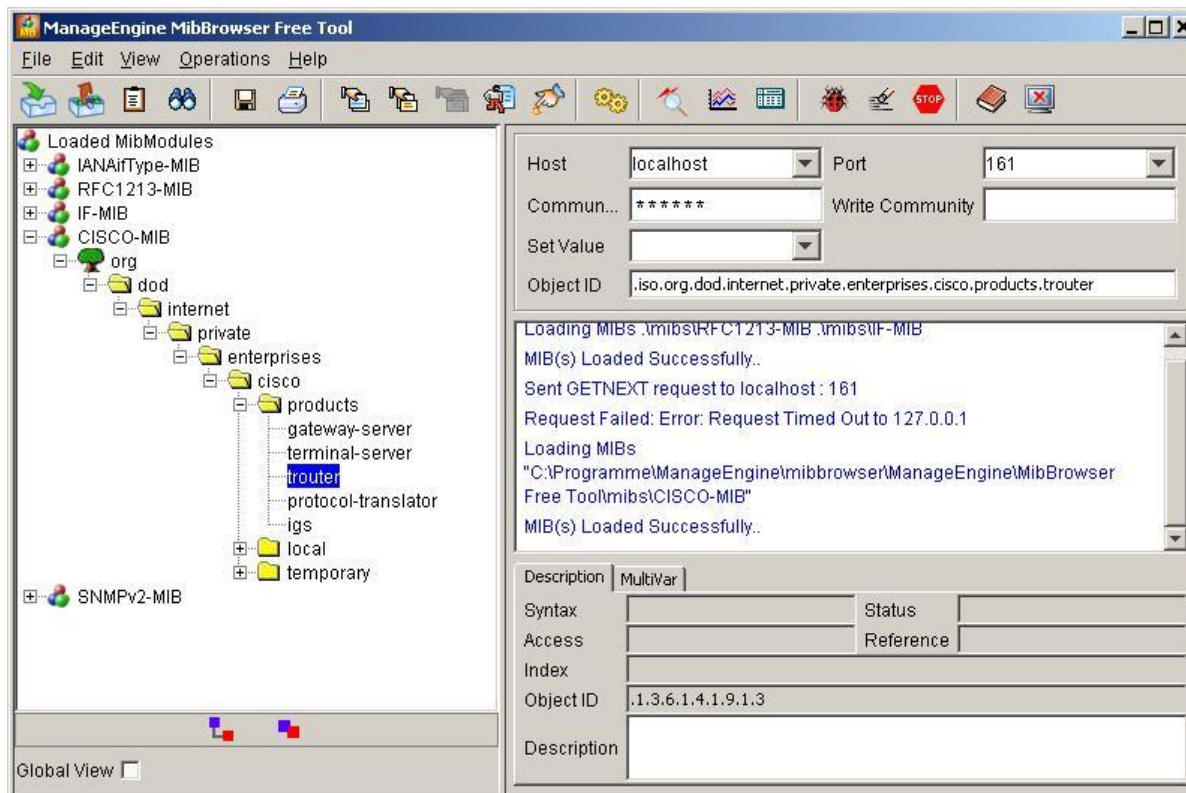 ManageEngine MibBrowser Free Tool
File Edit View Operations Help
STOP
Loaded MibModules
IANAifType-MIB
RFC1213-MIB
IF-MIB
CISCO-MIB
org
dod
internet
private
enterprises
cisco
products
gateway-server
terminal-server
trouter
protocol-translator
igs
local
temporary
SNMPv2-MIB
Global View
Host localhost Port 161
Commun... ****** Write Community
Set Value
Object ID .iso.org.dod.internet.private.enterprises.cisco.products.trouter
Loading MIBs .\mibs\RFC1213-MIB .\mibs\IF-MIB
MIB(s) Loaded Successfully..
Sent GETNEXT request to localhost : 161
Request Failed: Error: Request Timed Out to 127.0.0.1
Loading MIBs
"C:\Programme\ManageEngine\mibbrowser\ManageEngine\MibBrowser
Free Tool\mibs\CISCO-MIB"
MIB(s) Loaded Successfully..
Description MultiVar
Syntax Status
Access Reference
Index
Object ID .1.3.6.1.4.1.9.1.3
Description